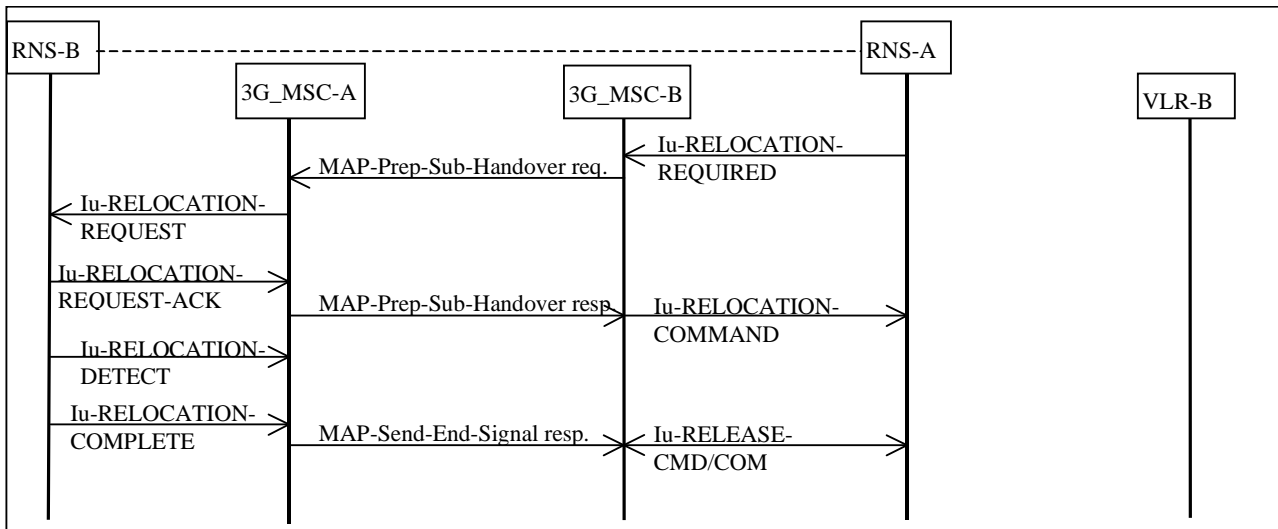 RNS-B
RNS-A
3G_MSC-A
3G_MSC-B
VLR-B
Iu-RELOCATION-
REQUIRED
MAP-Prep-Sub-Handover req.
Iu-RELOCATION-
REQUEST
Iu-RELOCATION-
REQUEST-ACK
MAP-Prep-Sub-Handover resp.
Iu-RELOCATION-
COMMAND
Iu-RELOCATION-
DETECT
Iu-RELOCATION-
COMPLETE
MAP-Send-End-Signal resp.
Iu-RELEASE-
CMD/COM